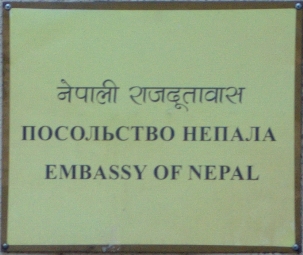 नेपाली राजदूतावास
ПОСОЛЬСТВО НЕПАЛА
EMBASSY OF NEPAL